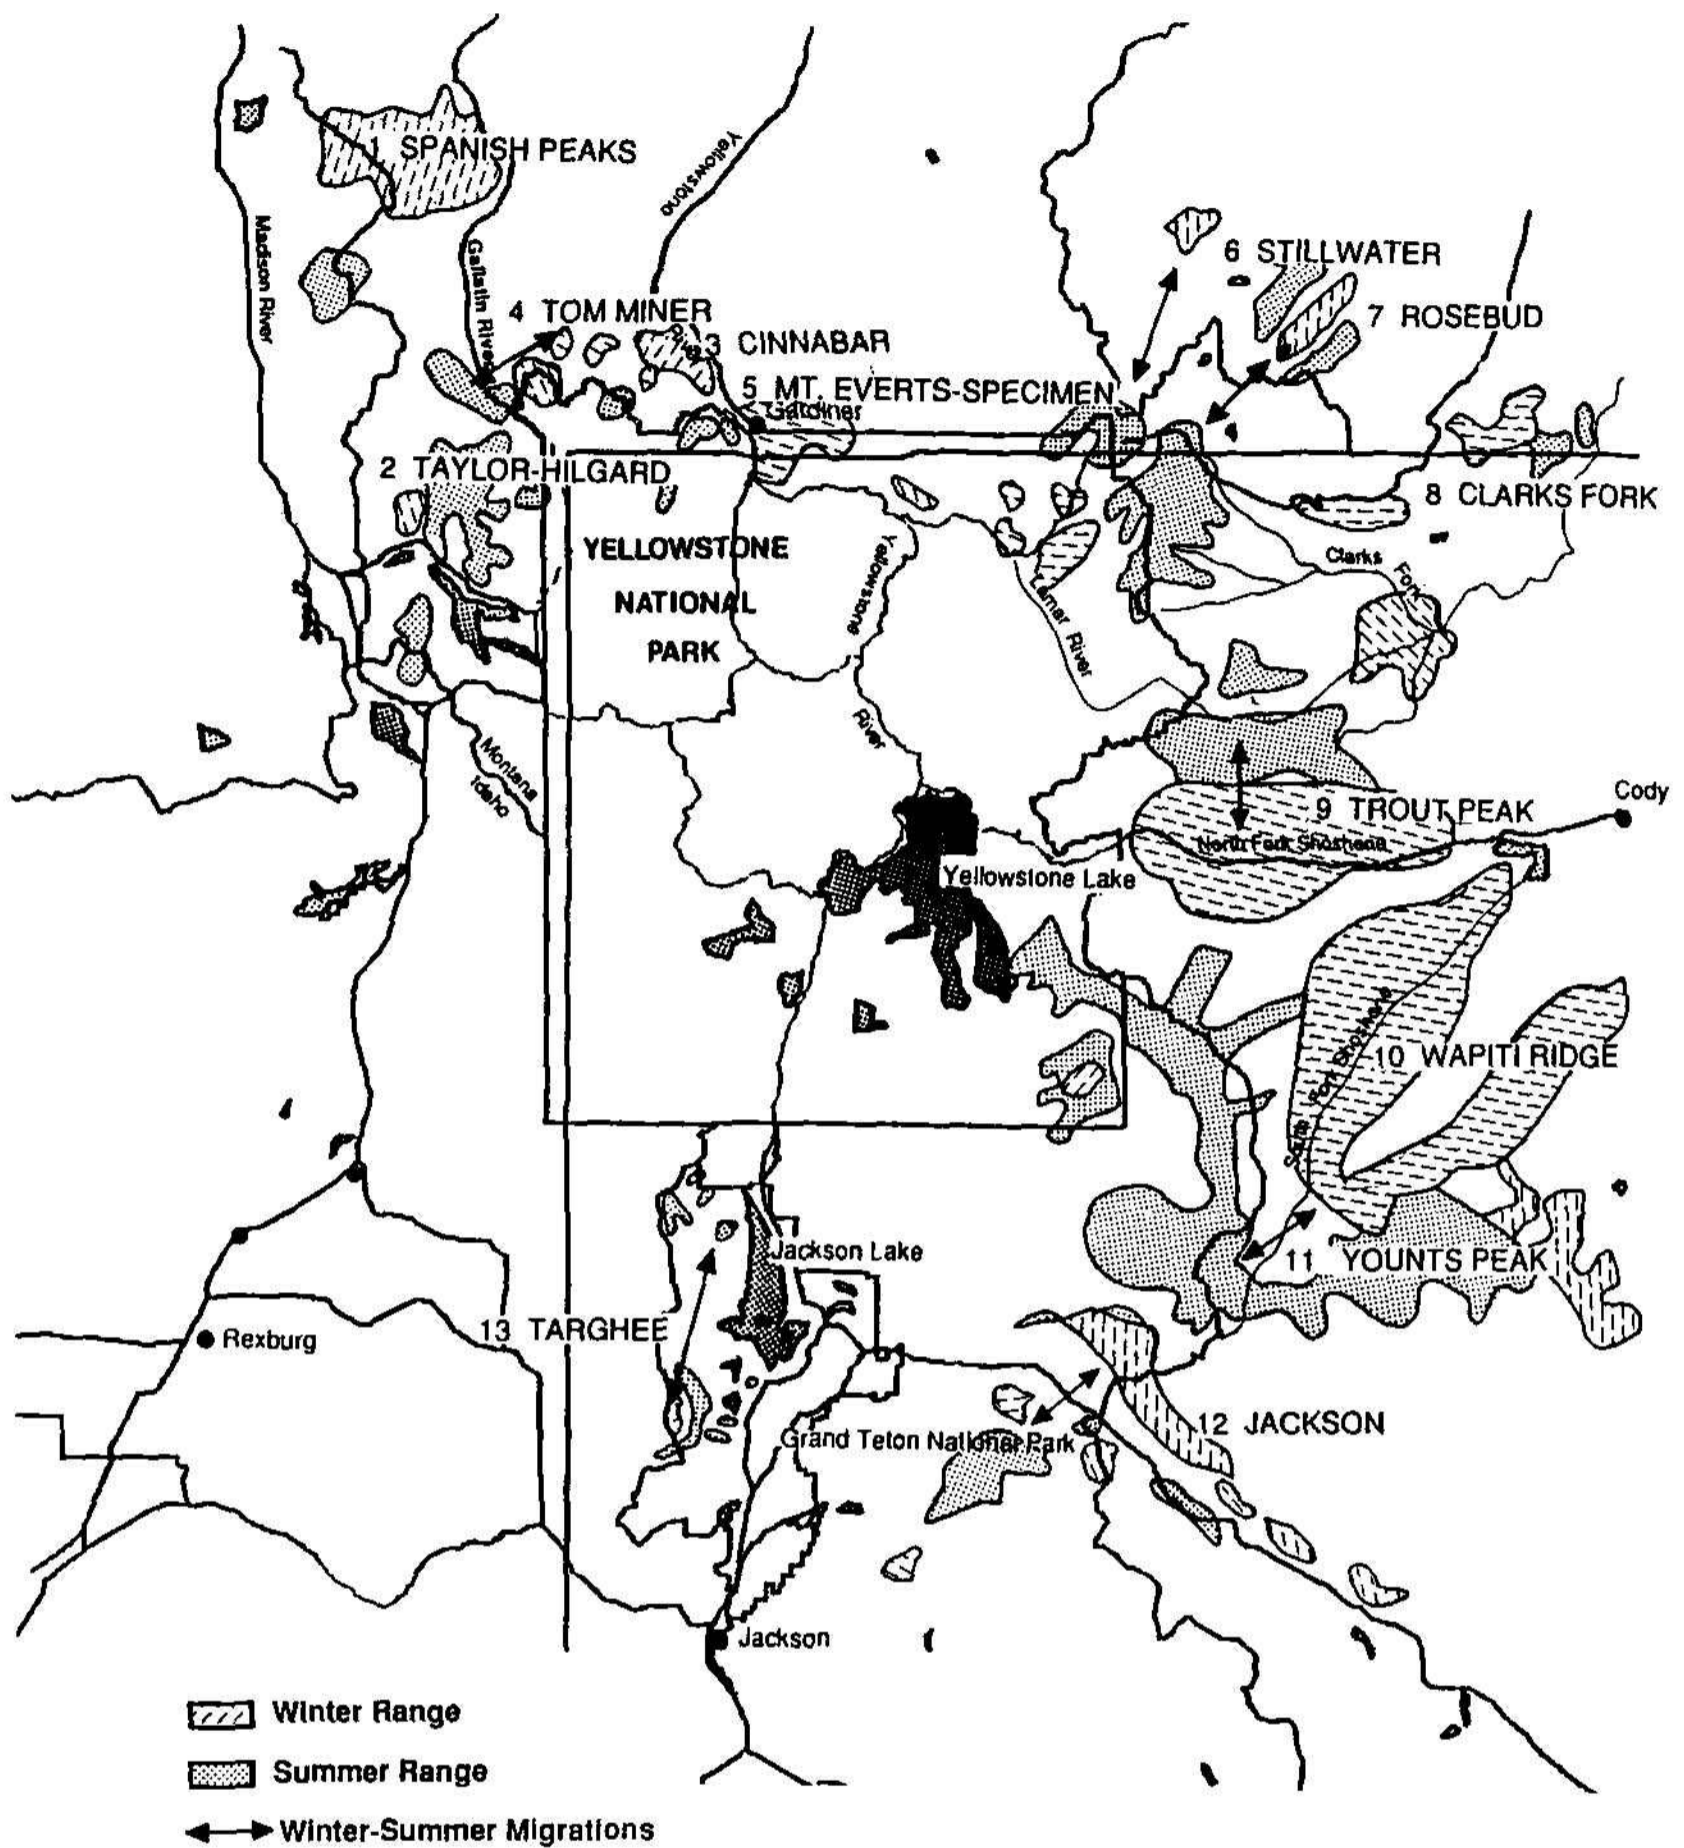 1 SPANISH PEAKS
Yellowstono
Madison River
Gallatin River
6 STILLWATER
4 TOM MINER
7 ROSEBUD
3 CINNABAR
5 MT. EVERTS-SPECIMEN
Gardiner
2 TAYLOR-HILGARD
8 CLARKS FORK
YELLOWSTONE
NATIONAL
PARK
Yellowstone
River
Lamar River
Clarks
Fork
Montana
Idaho
Cody
9 TROUT PEAK
North Fork Shoshone
Yellowstone Lake
10 WAPITI RIDGE
South Fork Shoshone
Jackson Lake
11 YOUNTS PEAK
13 TARGHEE
Rexburg
12 JACKSON
Grand Teton National Park
Jackson
Winter Range
Summer Range
Winter-Summer Migrations